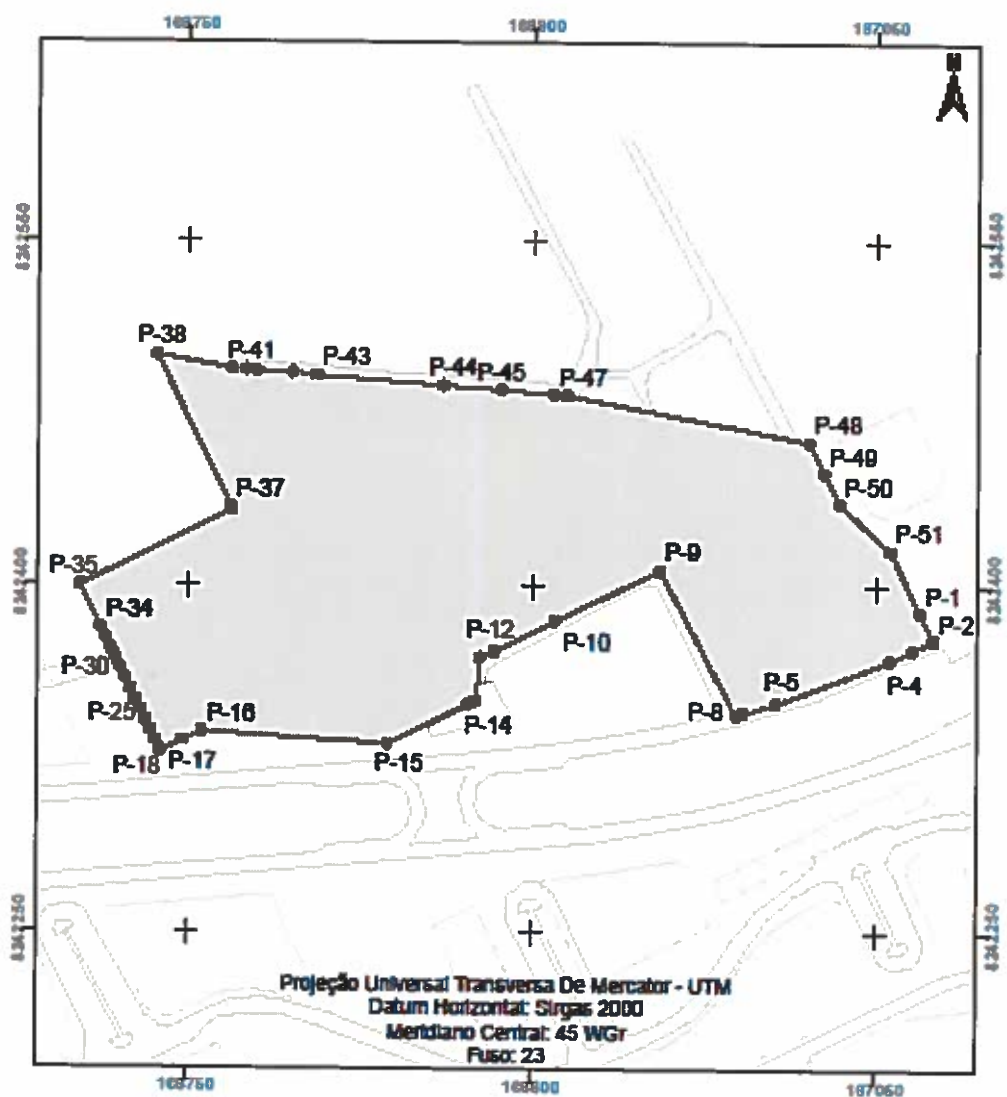 N
P-38
P-41
P-43
P-44
P-45
P-47
P-48
P-49
P-50
P-37
P-51
P-35
P-9
P-34
P-1
P-12
P-2
P-10
P-30
P-4
P-5
P-25
P-16
P-14
P-8
P-18
P-17
P-15
Projeção Universal Transversa De Mercator - UTM
Datum Horizontal: Sirgas 2000
Meridiano Central: 45 WGr
Fuso: 23